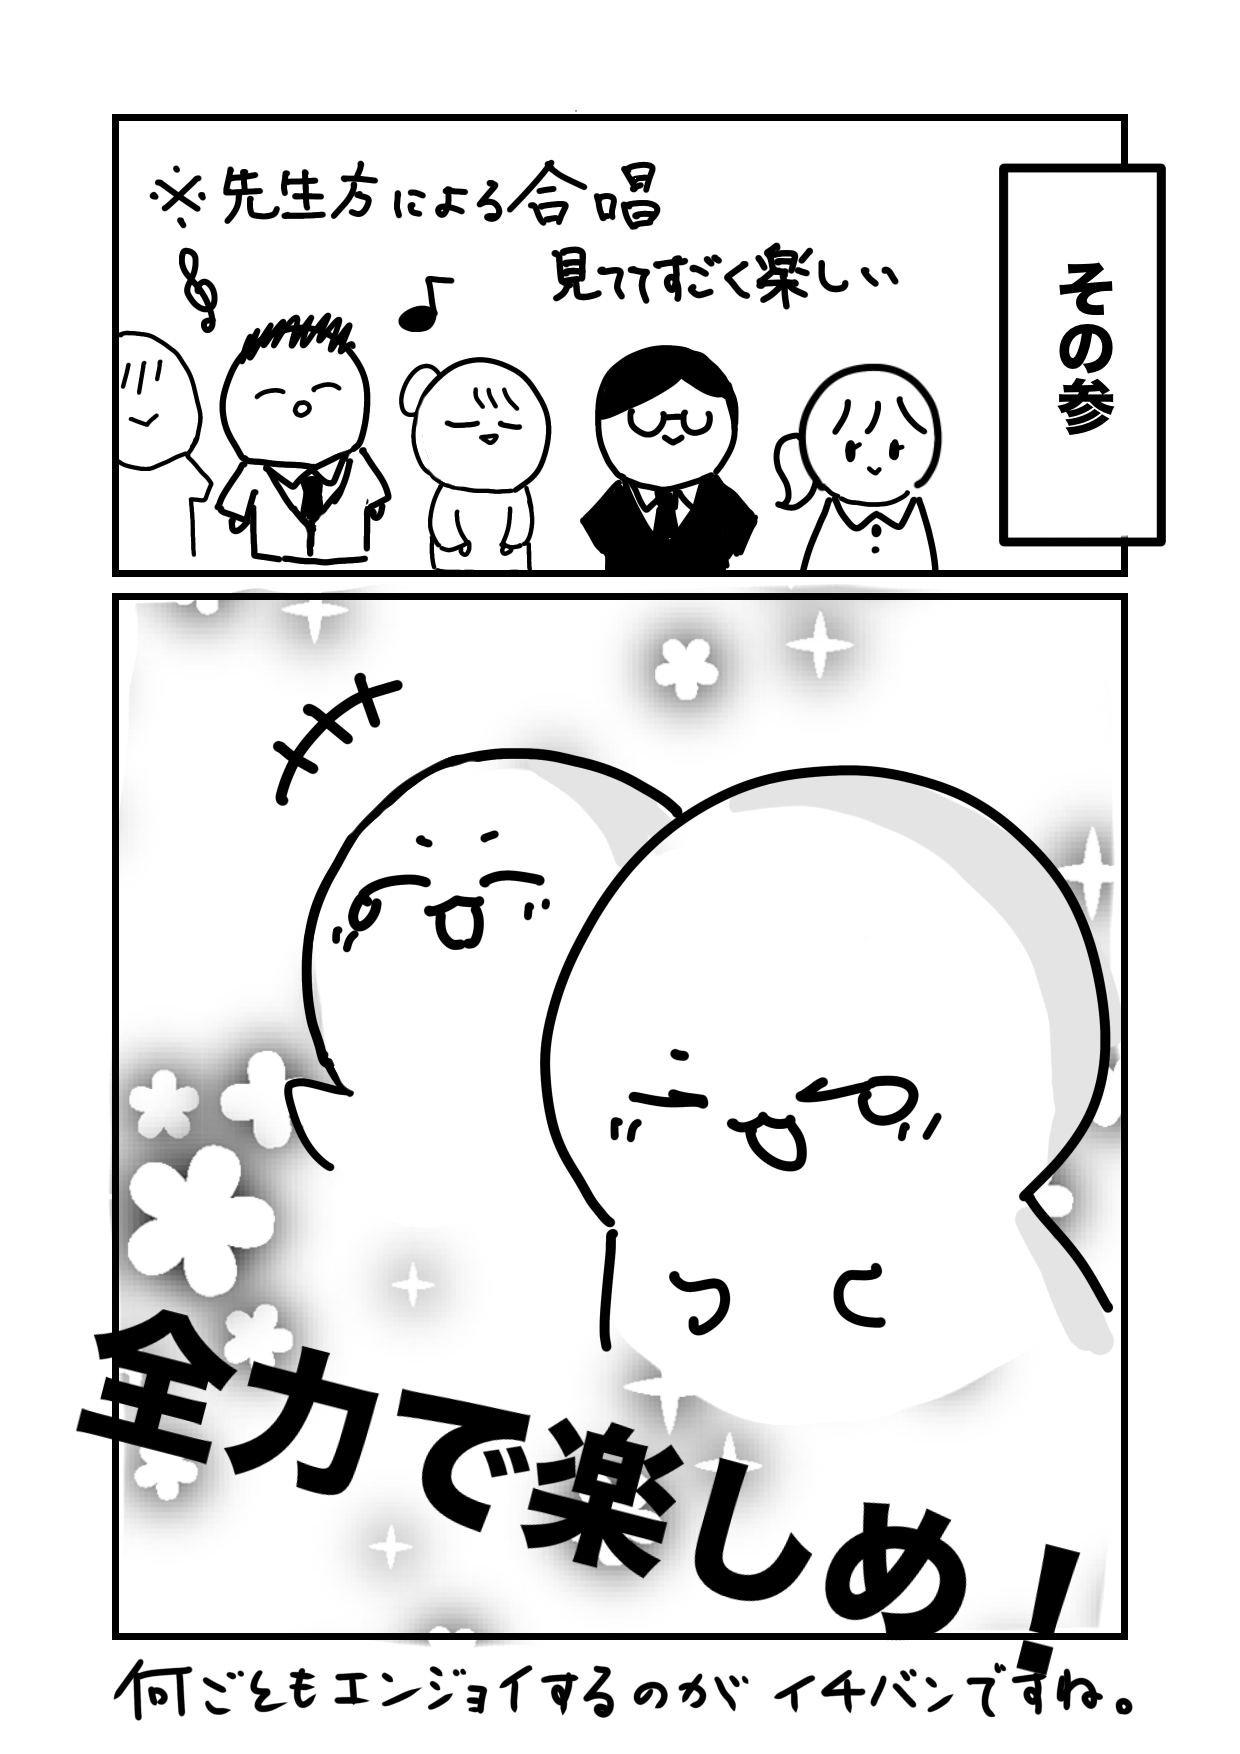 その参
※先生方による合唱
見ててすごく楽しい
全力で楽しめ！
何ごともエンジョイするのがイチバンですね。